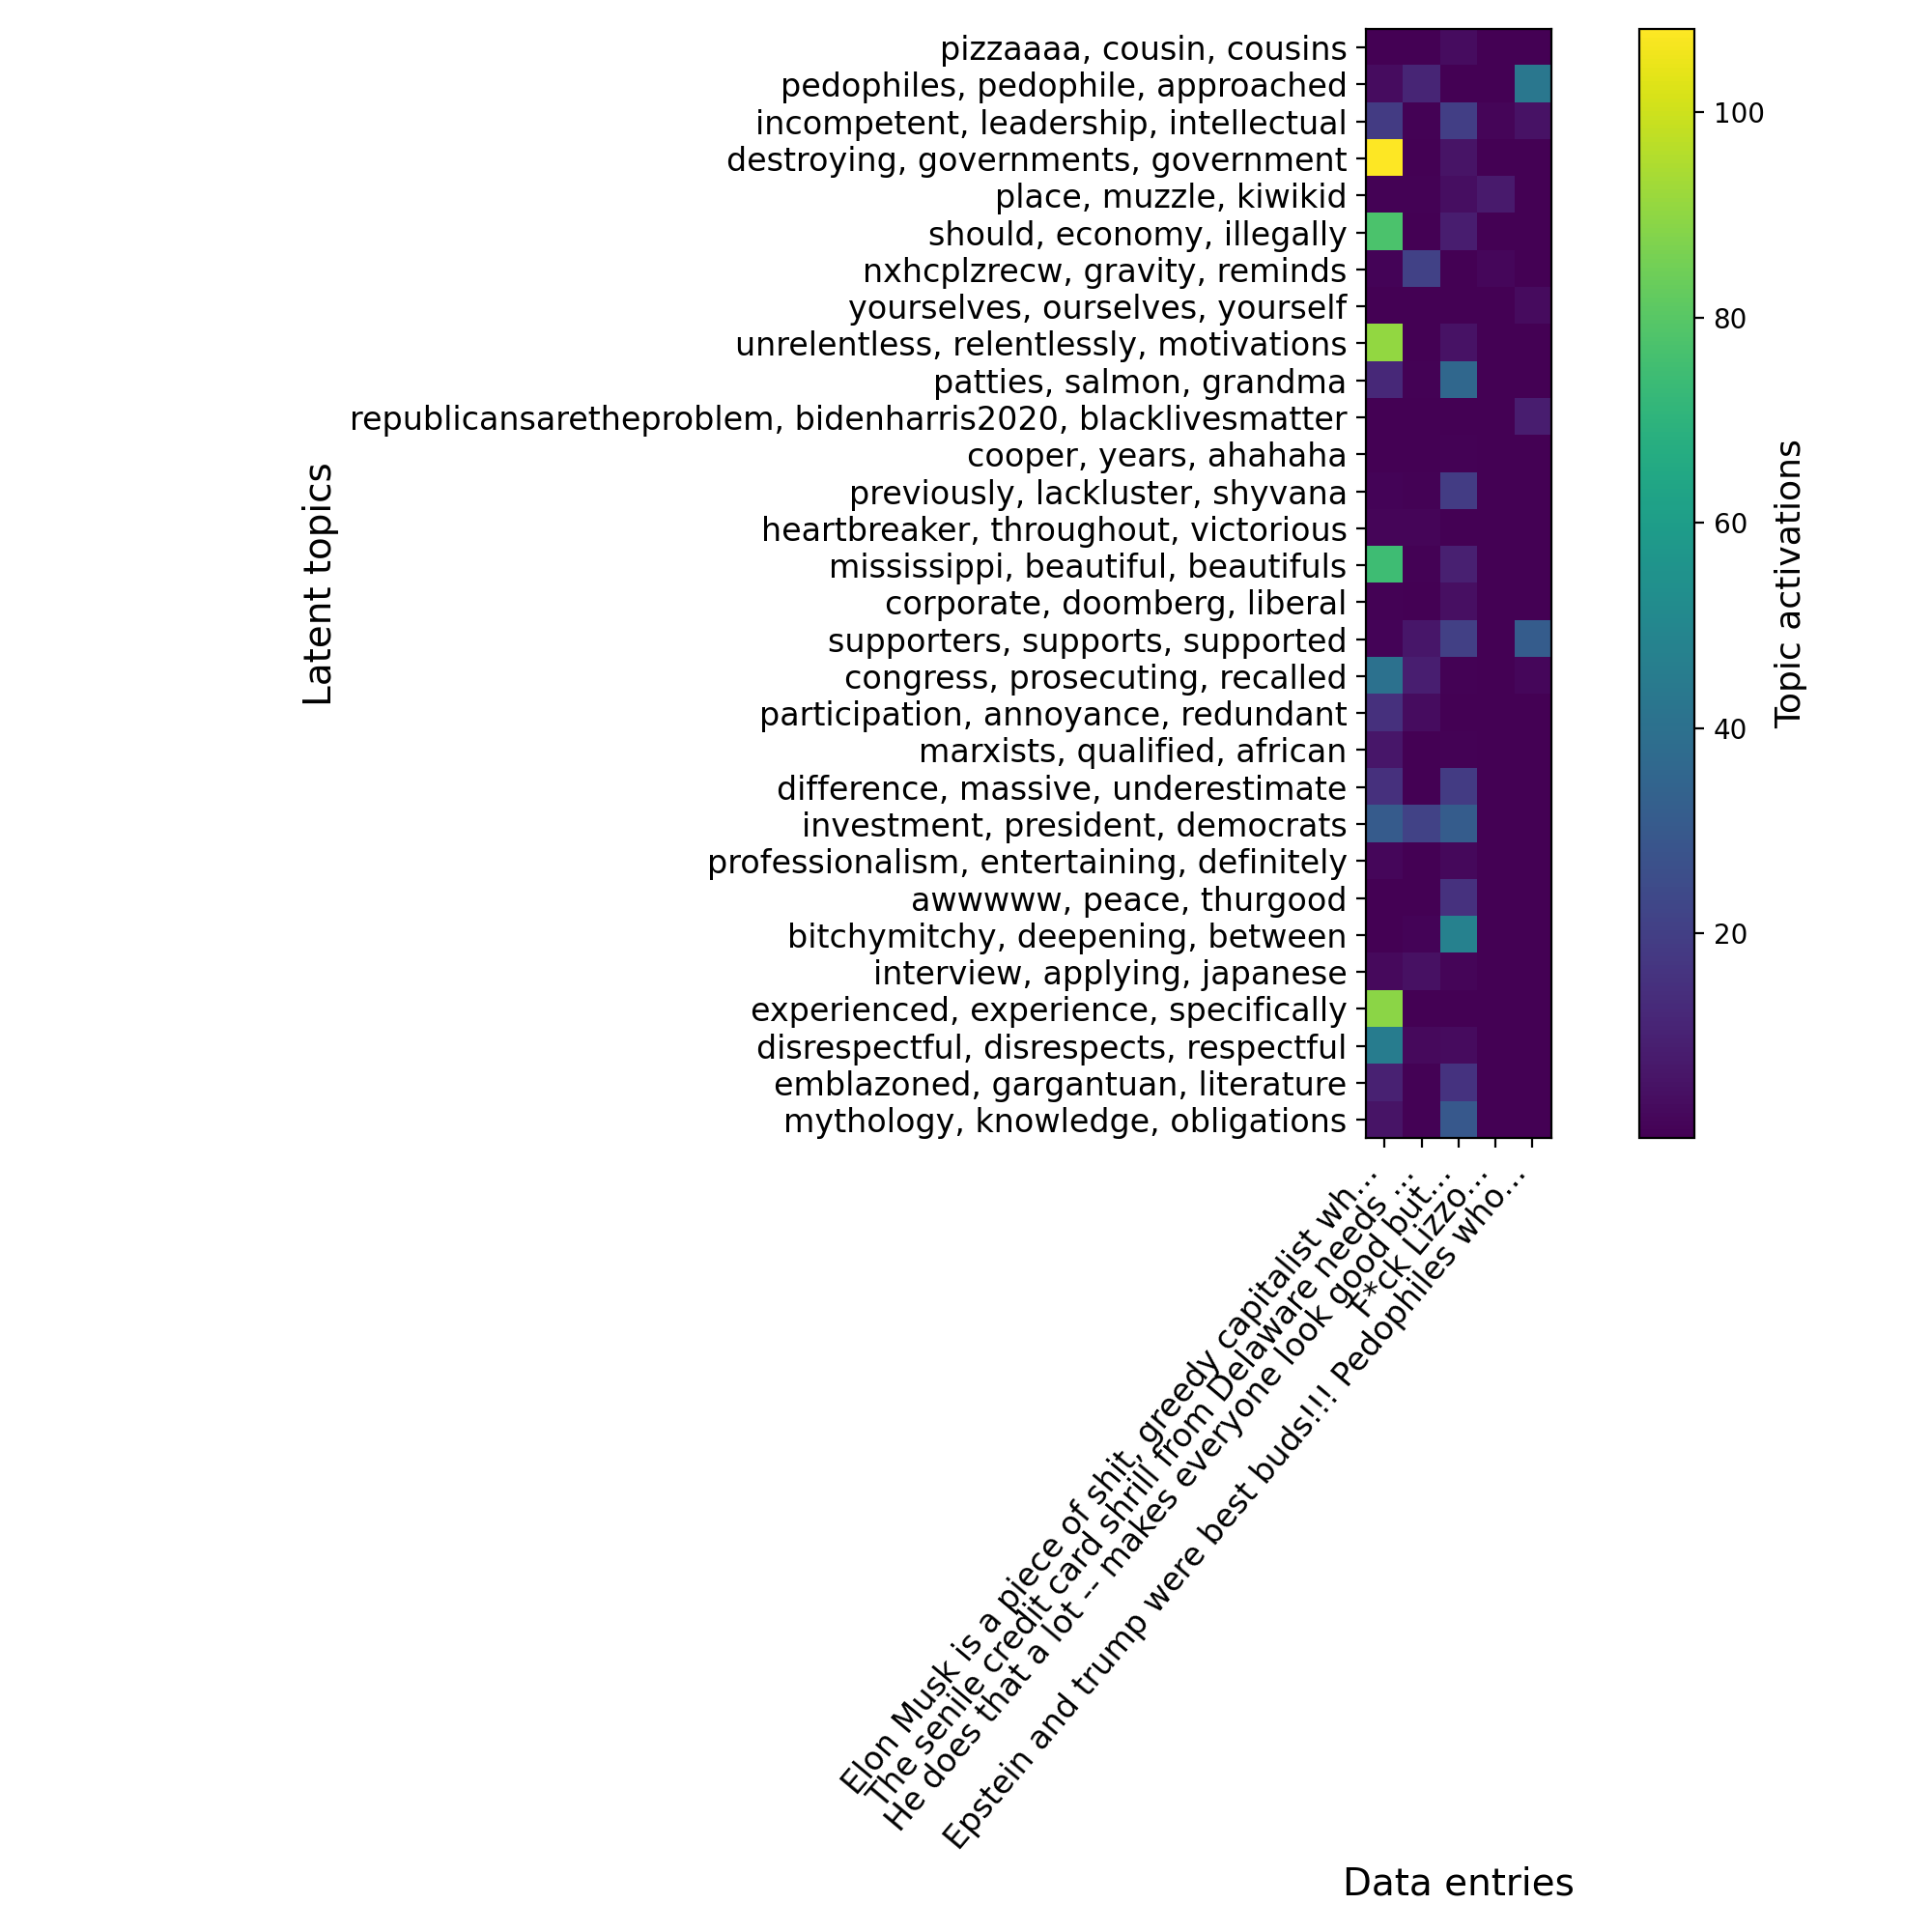 pizzaaaa, cousin, cousins
pedophiles, pedophile, approached
incompetent, leadership, intellectual
destroying, governments, government
place, muzzle, kiwikid
should, economy, illegally
nxhcplzrecw, gravity, reminds
yourselves, ourselves, yourself
unrelentless, relentlessly, motivations
patties, salmon, grandma
republicansaretheproblem, bidenharris2020, blacklivesmatter
cooper, years, ahahaha
previously, lackluster, shyvana
heartbreaker, throughout, victorious
mississippi, beautiful, beautifuls
corporate, doomberg, liberal
supporters, supports, supported
congress, prosecuting, recalled
participation, annoyance, redundant
marxists, qualified, african
difference, massive, underestimate
investment, president, democrats
professionalism, entertaining, definitely
awwwww, peace, thurgood
bitchymitchy, deepening, between
interview, applying, japanese
experienced, experience, specifically
disrespectful, disrespects, respectful
emblazoned, gargantuan, literature
mythology, knowledge, obligations
Latent topics
Elon Musk is a piece of shit, greedy capitalist wh...
The senile credit card shrill from Delaware needs ...
He does that a lot -- makes everyone look good but...
F*ck Lizzo...
Epstein and trump were best buds!!! Pedophiles who...
Data entries
100
80
60
40
20
Topic activations